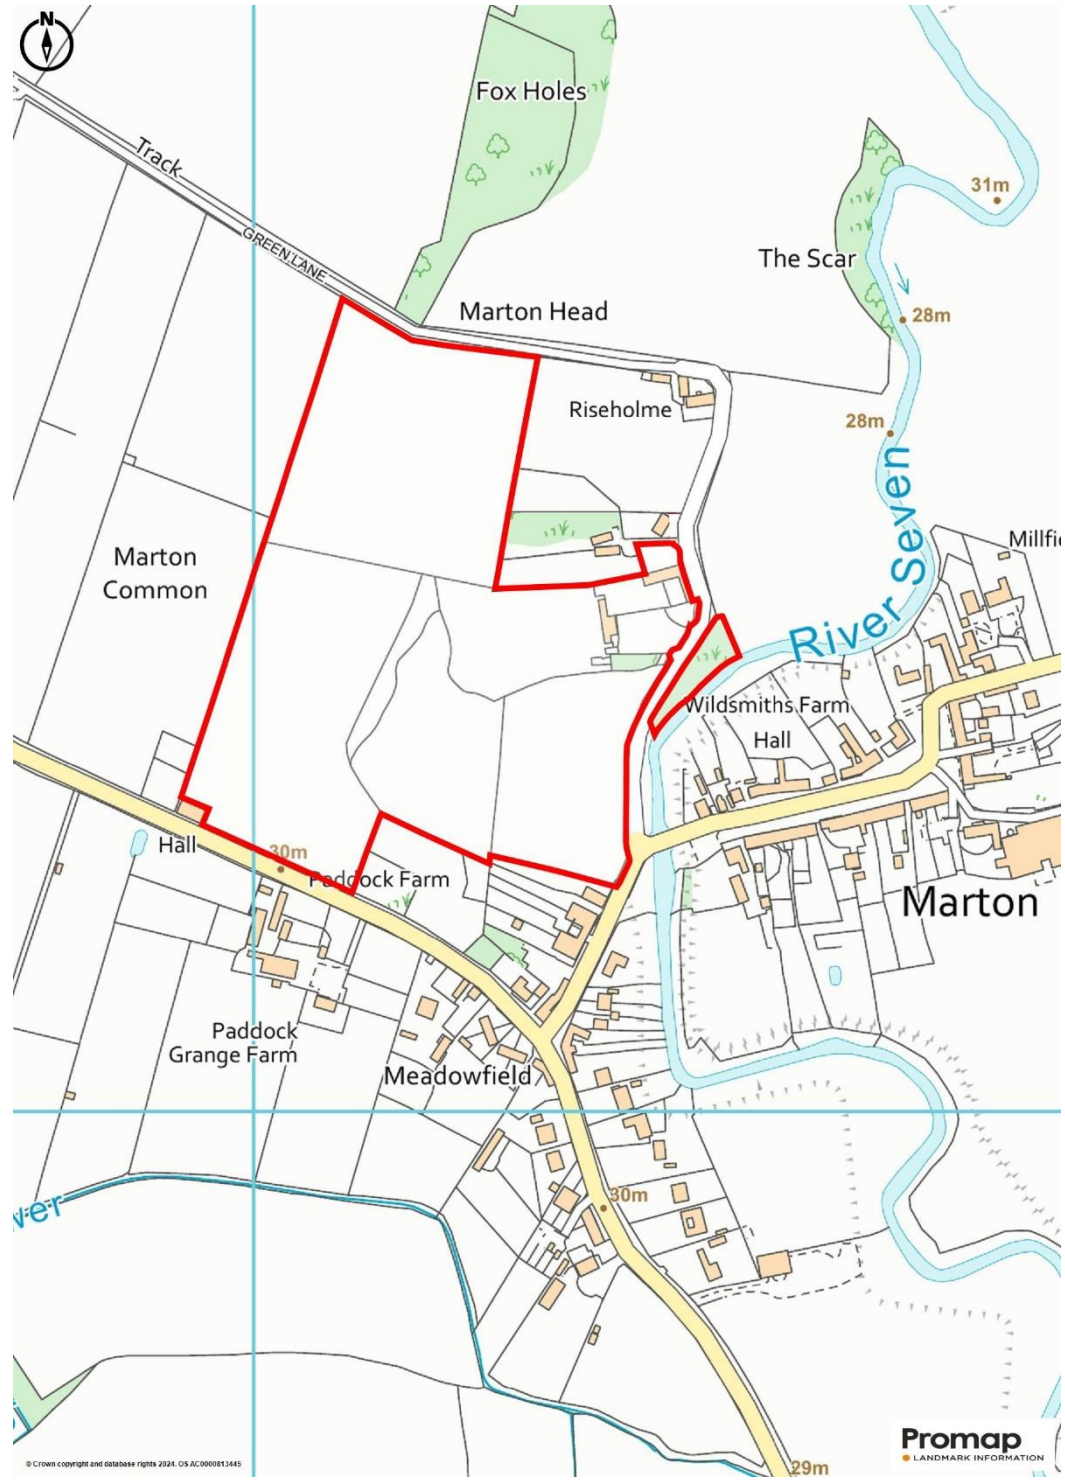 N
Fox Holes
Track
31m
GREEN LANE
The Scar
Marton Head
28m
Riseholme
28m
River Seven
Millfi
Marton
Common
Wildsmiths Farm
Hall
Hall
30m
Paddock Farm
Marton
Paddock
Grange Farm
Meadowfield
30m
ver
29m
Promap
LANDMARK INFORMATION
© Crown copyright and database rights 2024. OS AC0000813445